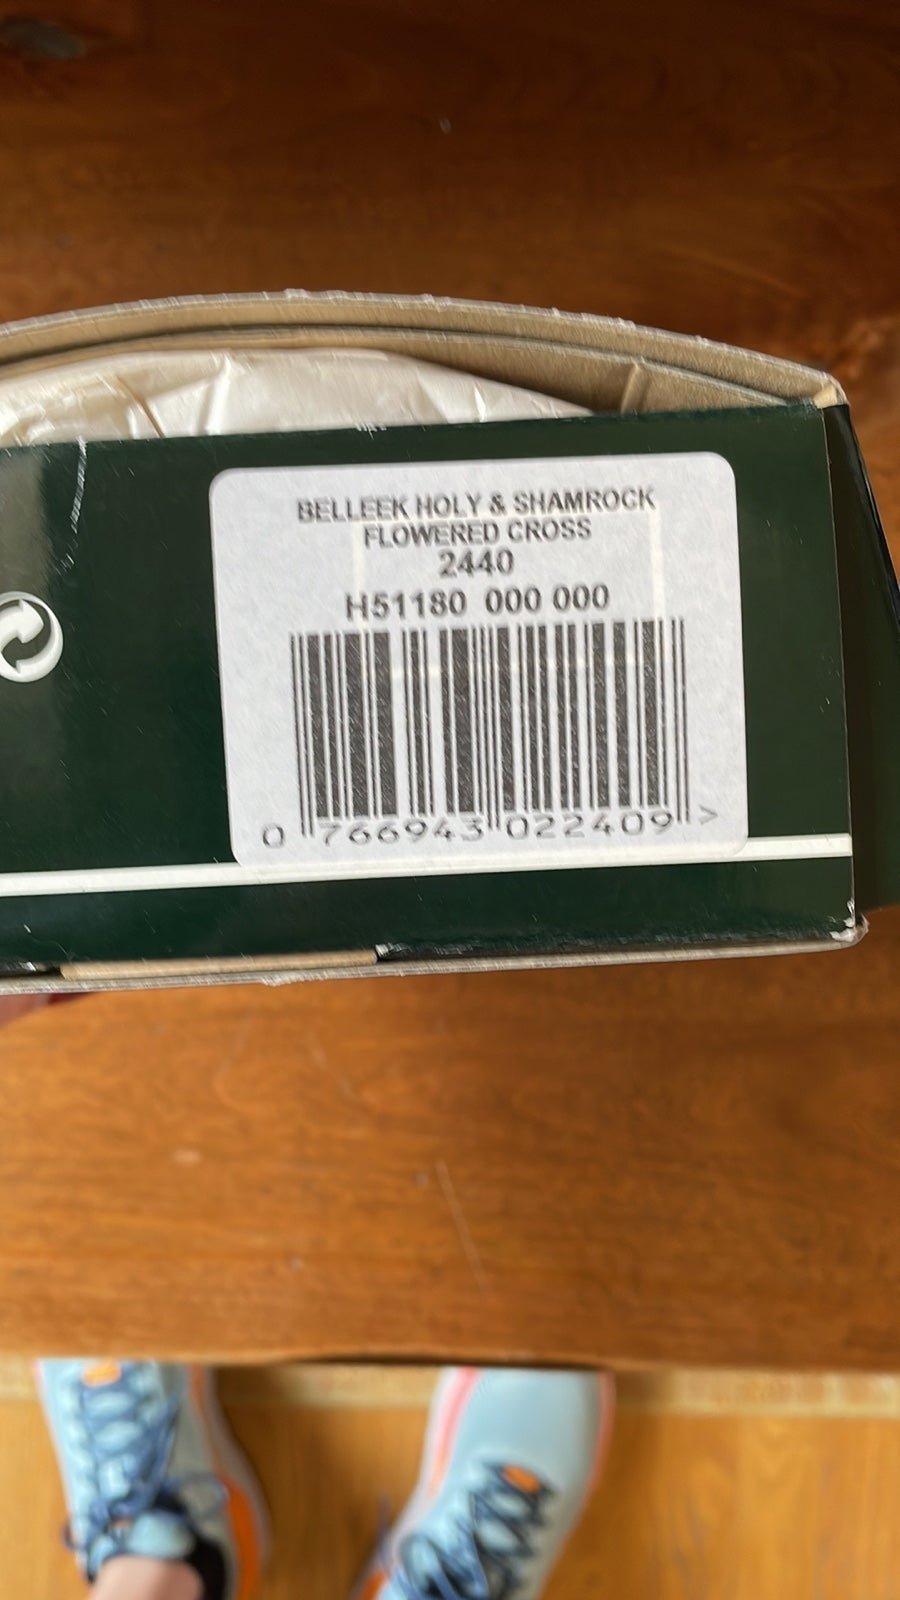 BELLEEK HOLY & SHAMROCK
FLOWERED CROSS
2440
H51180 000 000
0 766943 022409 >